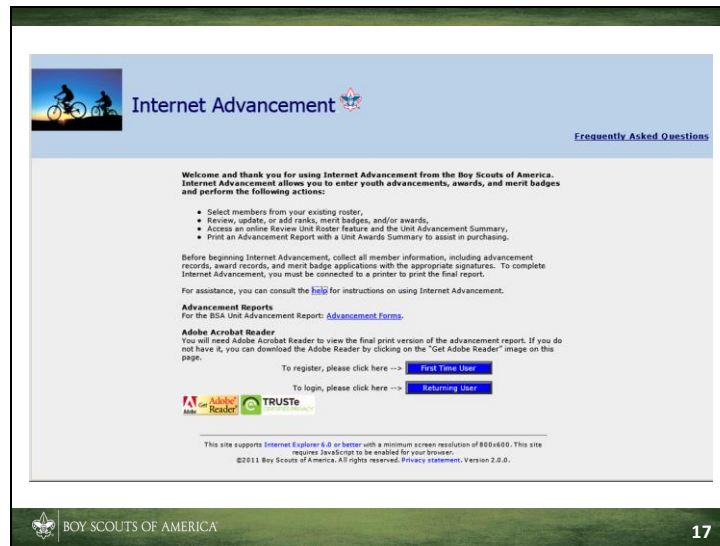 Internet Advancement
Frequently Asked Questions
Welcome and thank you for using Internet Advancement from the Boy Scouts of America.
Internet Advancement allows you to enter youth advancements, awards, and merit badges
and perform the following actions:
• Select members from your existing roster,
• Review, update, or add ranks, merit badges, and/or awards,
• Access an online Review Unit Roster feature and the Unit Advancement Summary,
• Print an Advancement Report with a Unit Awards Summary to assist in purchasing.
Before beginning Internet Advancement, collect all member information, including advancement
records, award records, and merit badge applications with the appropriate signatures. To complete
Internet Advancement, you must be connected to a printer to print the final report.
For assistance, you can consult the help for instructions on using Internet Advancement.
Advancement Reports
For the BSA Unit Advancement Report: Advancement Forms.
Adobe Acrobat Reader
You will need Adobe Acrobat Reader to view the final print version of the advancement report. If you do
not have it, you can download the Adobe Reader by clicking on the "Get Adobe Reader" image on this
page.
To register, please click here --> First Time User
To login, please click here --> Returning User
Adobe Get Adobe Reader TRUSTe CERTIFIED PRIVACY
This site supports Internet Explorer 6.0 or better with a minimum screen resolution of 800x600. This site
requires JavaScript to be enabled for your browser.
©2011 Boy Scouts of America. All rights reserved. Privacy statement. Version 2.0.0.
BOY SCOUTS OF AMERICA
17